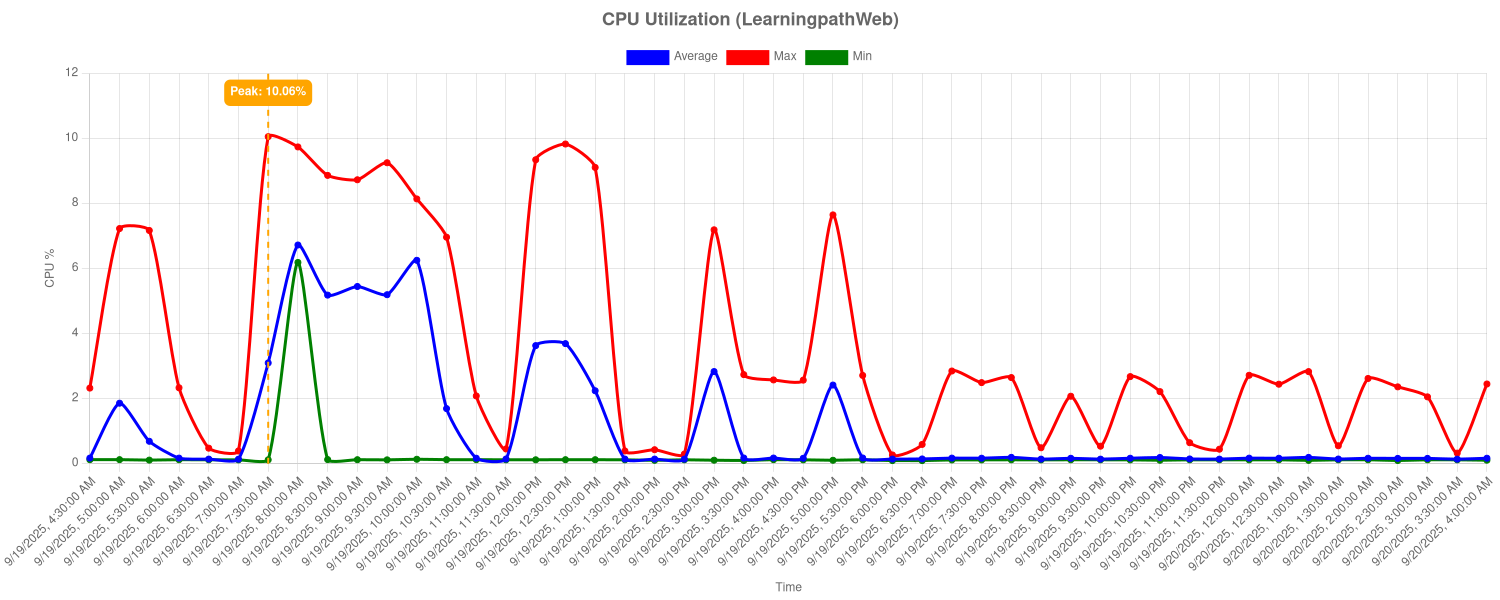 CPU Utilization (LearningpathWeb)
Average Max Min
Peak: 10.06%
12
10
8
6
4
2
0
CPU %
9/19/2025, 4:30:00 AM
9/19/2025, 5:00:00 AM
9/19/2025, 5:30:00 AM
9/19/2025, 6:00:00 AM
9/19/2025, 6:30:00 AM
9/19/2025, 7:00:00 AM
9/19/2025, 7:30:00 AM
9/19/2025, 8:00:00 AM
9/19/2025, 8:30:00 AM
9/19/2025, 9:00:00 AM
9/19/2025, 9:30:00 AM
9/19/2025, 10:00:00 AM
9/19/2025, 10:30:00 AM
9/19/2025, 11:00:00 AM
9/19/2025, 11:30:00 AM
9/19/2025, 12:00:00 PM
9/19/2025, 12:30:00 PM
9/19/2025, 1:00:00 PM
9/19/2025, 1:30:00 PM
9/19/2025, 2:00:00 PM
9/19/2025, 2:30:00 PM
9/19/2025, 3:00:00 PM
9/19/2025, 3:30:00 PM
9/19/2025, 4:00:00 PM
9/19/2025, 4:30:00 PM
9/19/2025, 5:00:00 PM
9/19/2025, 5:30:00 PM
9/19/2025, 6:00:00 PM
9/19/2025, 6:30:00 PM
9/19/2025, 7:00:00 PM
9/19/2025, 7:30:00 PM
9/19/2025, 8:00:00 PM
9/19/2025, 8:30:00 PM
9/19/2025, 9:00:00 PM
9/19/2025, 9:30:00 PM
9/19/2025, 10:00:00 PM
9/19/2025, 10:30:00 PM
9/19/2025, 11:00:00 PM
9/19/2025, 11:30:00 PM
9/20/2025, 12:00:00 AM
9/20/2025, 12:30:00 AM
9/20/2025, 1:00:00 AM
9/20/2025, 1:30:00 AM
9/20/2025, 2:00:00 AM
9/20/2025, 2:30:00 AM
9/20/2025, 3:00:00 AM
9/20/2025, 3:30:00 AM
9/20/2025, 4:00:00 AM
Time